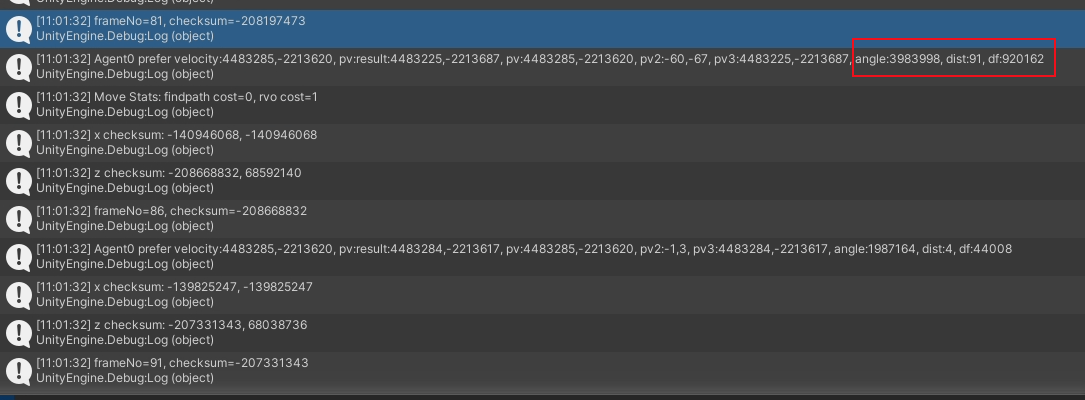 [11:01:32] frameNo=81, checksum=-208197473
UnityEngine.Debug:Log (object)
[11:01:32] Agent0 prefer velocity:4483285,-2213620, pv:result:4483225,-2213687, pv:4483285,-2213620, pv2:-60,-67, pv3:4483225,-2213687, angle:3983998, dist:91, df:920162
UnityEngine.Debug:Log (object)
[11:01:32] Move Stats: findpath cost=0, rvo cost=1
UnityEngine.Debug:Log (object)
[11:01:32] x checksum: -140946068, -140946068
UnityEngine.Debug:Log (object)
[11:01:32] z checksum: -208668832, 68592140
UnityEngine.Debug:Log (object)
[11:01:32] frameNo=86, checksum=-208668832
UnityEngine.Debug:Log (object)
[11:01:32] Agent0 prefer velocity:4483285,-2213620, pv:result:4483284,-2213617, pv:4483285,-2213620, pv2:-1,3, pv3:4483284,-2213617, angle:1987164, dist:4, df:44008
UnityEngine.Debug:Log (object)
[11:01:32] x checksum: -139825247, -139825247
UnityEngine.Debug:Log (object)
[11:01:32] z checksum: -207331343, 68038736
UnityEngine.Debug:Log (object)
[11:01:32] frameNo=91, checksum=-207331343
UnityEngine.Debug:Log (object)